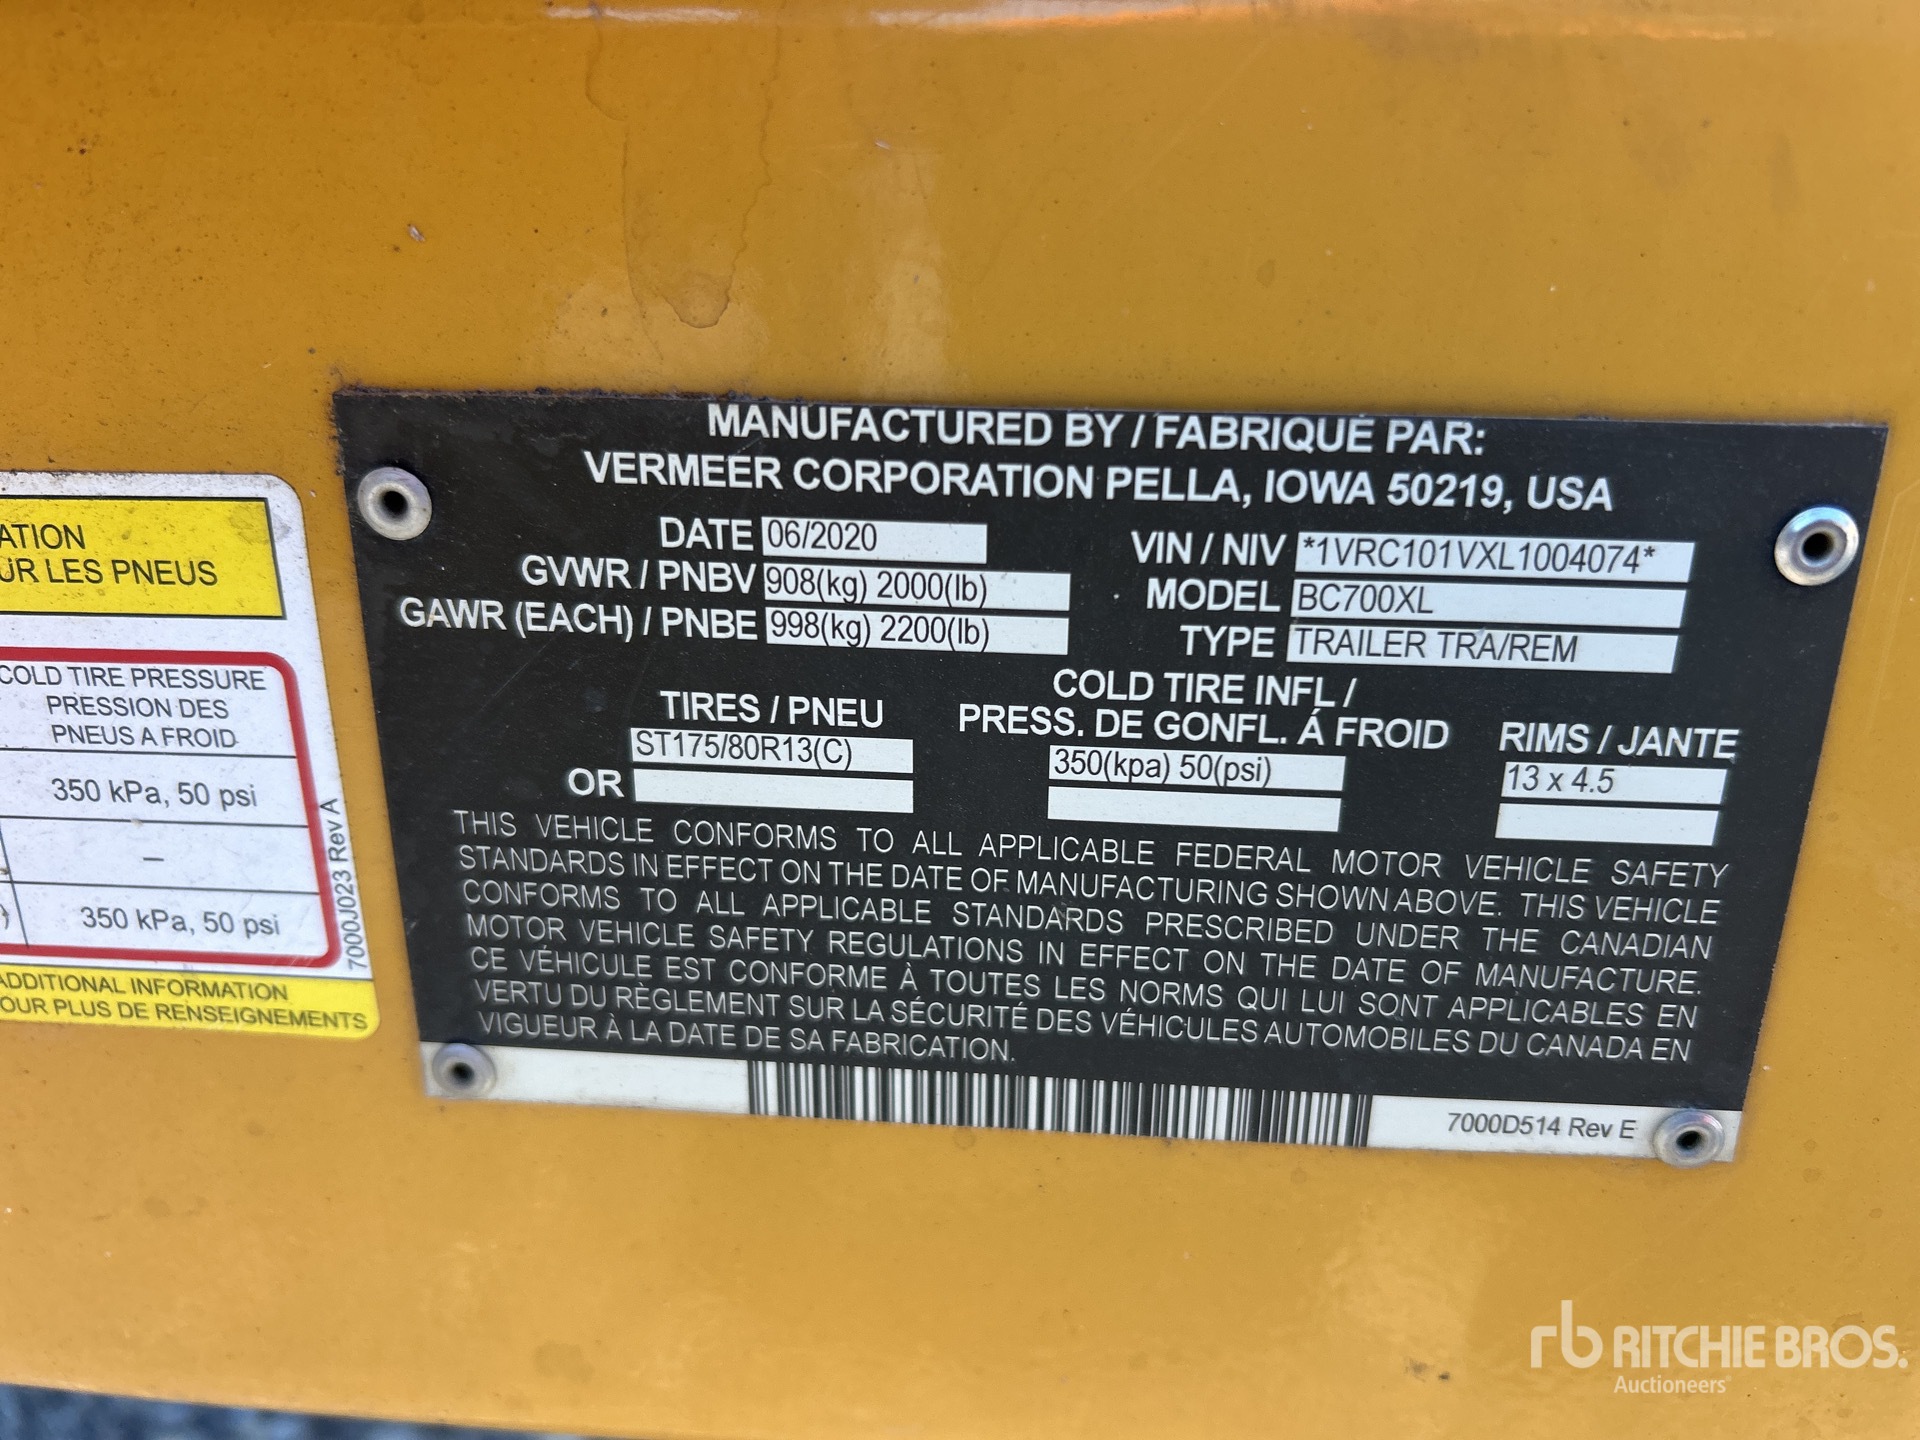 MANUFACTURED BY / FABRIQUÉ PAR:
VERMEER CORPORATION PELLA, IOWA 50219, USA
DATE 06/2020
GVWR / PNBV 908(kg) 2000(lb)
GAWR (EACH) / PNBE 998(kg) 2200(lb)
VIN / NIV *1VRC101VXL1004074*
MODEL BC700XL
TYPE TRAILER TRA/REM
TIRES / PNEU
ST175/80R13(C)
OR
COLD TIRE INFL /
PRESS. DE GONFL. Á FROID
350(kpa) 50(psi)
RIMS / JANTE
13 x 4.5
THIS VEHICLE CONFORMS TO ALL APPLICABLE FEDERAL MOTOR VEHICLE SAFETY
STANDARDS IN EFFECT ON THE DATE OF MANUFACTURING SHOWN ABOVE. THIS VEHICLE
CONFORMS TO ALL APPLICABLE STANDARDS PRESCRIBED UNDER THE CANADIAN
MOTOR VEHICLE SAFETY REGULATIONS IN EFFECT ON THE DATE OF MANUFACTURE.
CE VÉHICULE EST CONFORME À TOUTES LES NORMS QUI LUI SONT APPLICABLES EN
VERTU DU RÈGLEMENT SUR LA SÉCURITÉ DES VÉHICULES AUTOMOBILES DU CANADA EN
VIGUEUR À LA DATE DE SA FABRICATION.
7000D514 Rev E
ATION
UR LES PNEUS
COLD TIRE PRESSURE
PRESSION DES
PNEUS A FROID
350 kPa, 50 psi
–
350 kPa, 50 psi
7000J023 Rev A
ADDITIONAL INFORMATION
OUR PLUS DE RENSEIGNEMENTS
rb RITCHIE BROS.
Auctioneers